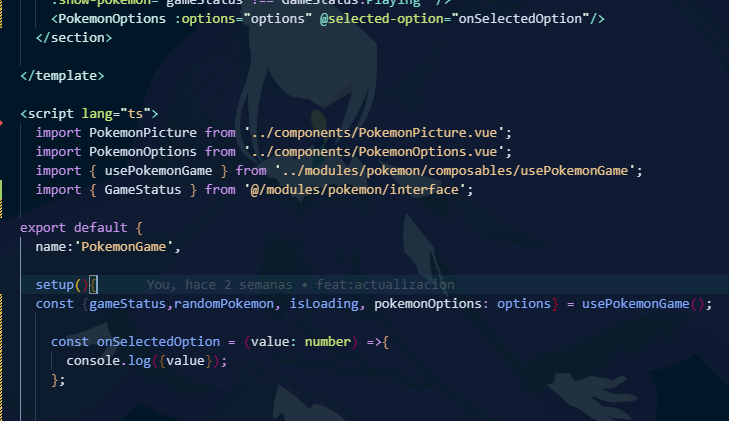 :show-pokemon="gameStatus !== GameStatus.Playing" />
<PokemonOptions :options="options" @selected-option="onSelectedOption"/>
</section>
</template>
<script lang="ts">
import PokemonPicture from '../components/PokemonPicture.vue';
import PokemonOptions from '../components/PokemonOptions.vue';
import { usePokemonGame } from '../modules/pokemon/composables/usePokemonGame';
import { GameStatus } from '@/modules/pokemon/interface';
export default {
name:'PokemonGame',
setup(){ You, hace 2 semanas • feat:actualizacion
const {gameStatus,randomPokemon, isLoading, pokemonOptions: options} = usePokemonGame();
const onSelectedOption = (value: number) =>{
console.log({value});
};